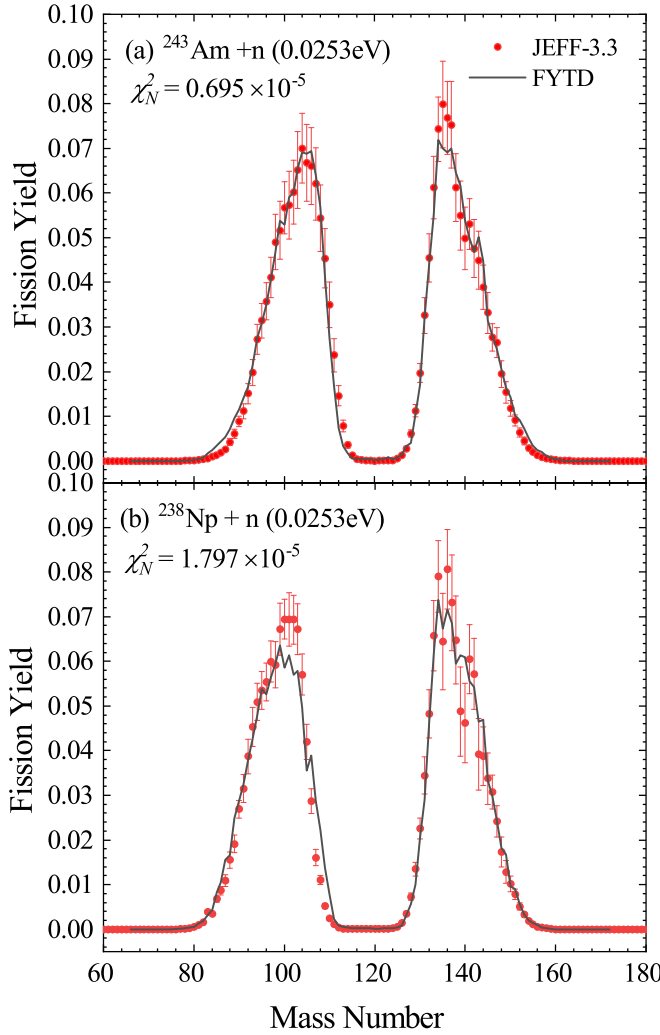 (a) ²⁴³Am +n (0.0253eV)
χ²_N = 0.695 ×10⁻⁵
JEFF-3.3
FYTD
Fission Yield
0.10
0.09
0.08
0.07
0.06
0.05
0.04
0.03
0.02
0.01
0.00
(b) ²³⁸Np + n (0.0253eV)
χ²_N = 1.797 ×10⁻⁵
Fission Yield
0.10
0.09
0.08
0.07
0.06
0.05
0.04
0.03
0.02
0.01
0.00
60 80 100 120 140 160 180
Mass Number